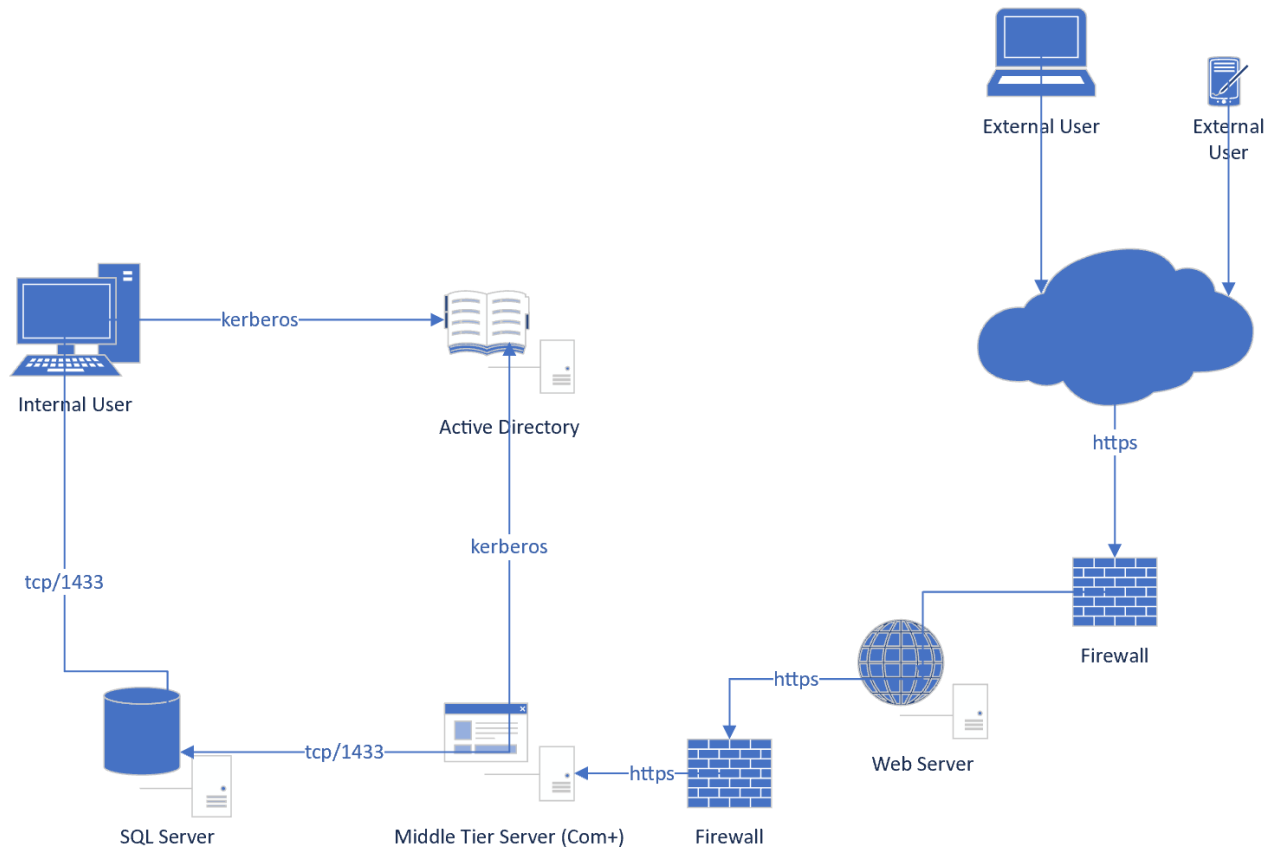 External User
External
User
kerberos
Internal User
Active Directory
https
kerberos
tcp/1433
Firewall
https
tcp/1433
https
Web Server
SQL Server
Middle Tier Server (Com+)
Firewall